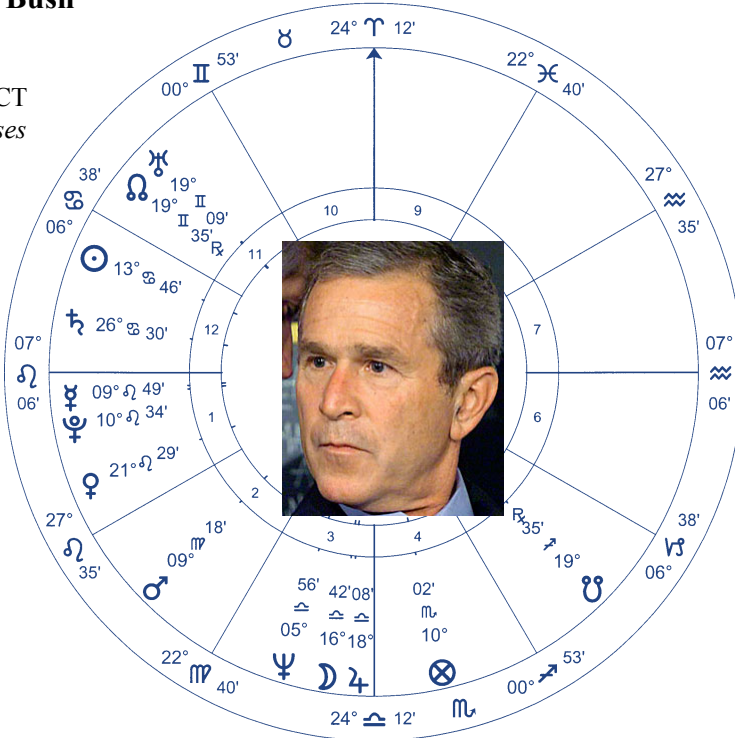 Bush
CT
ses
24° ♈ 12'
22° ♓ 40'
27° ♒ 35'
07° ♒ 06'
38' ♑ 06°
53' ♐ 00°
♏
24° ♎ 12'
22° ♍ 40'
27° ♌ 35'
07° ♌ 06'
38' ♋ 06°
00° ♊ 53'
♉
♅ 19° ♊ 09'
☊ 19° ♊ 35' ℞
☉ 13° ♋ 46'
♄ 26° ♋ 30'
☿ 09° ♌ 49'
♇ 10° ♌ 34'
♀ 21° ♌ 29'
♂ 09° ♍ 18'
56' ♎ 05° ♆
42' ♎ 16° ☽
08' ♎ 18° ♃
02' ♏ 10° ⊗
℞ 35' ♐ 19° ☋
10
9
11
12
7
1
6
2
3
4